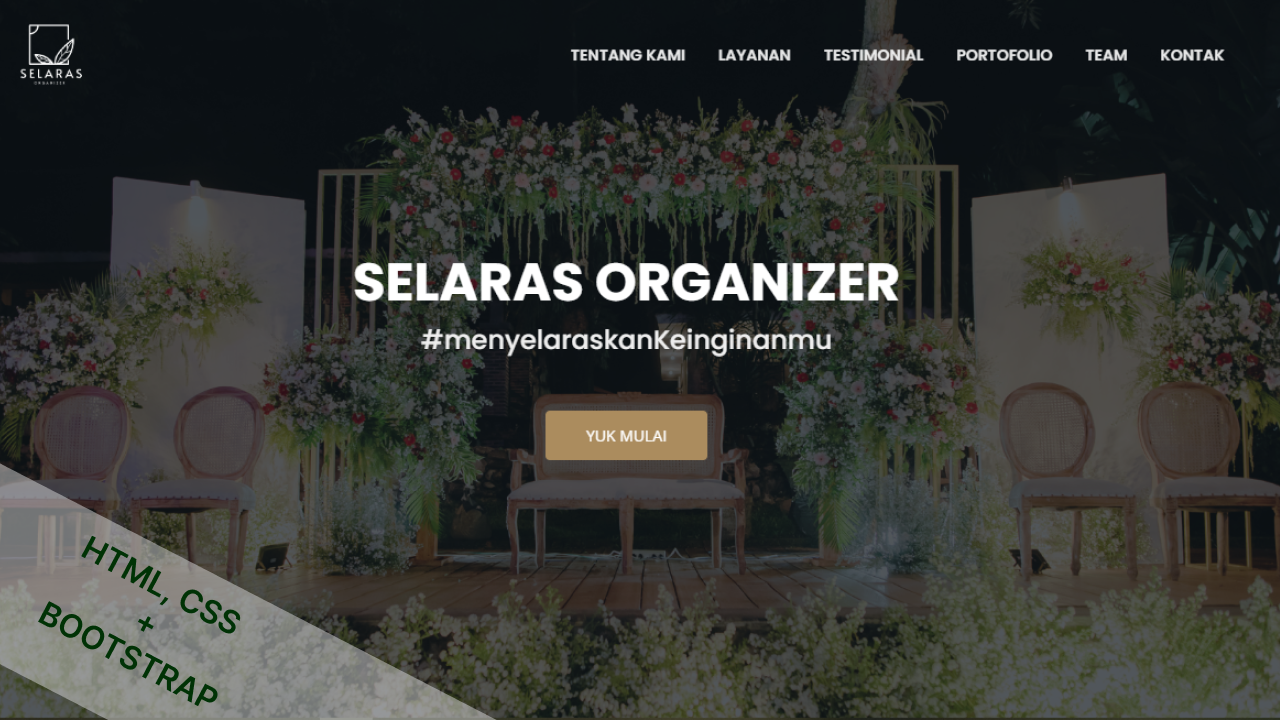 SELARAS
ORGANIZER
TENTANG KAMI LAYANAN TESTIMONIAL PORTOFOLIO TEAM KONTAK
SELARAS ORGANIZER
#menyelaraskanKeinginanmu
YUK MULAI
HTML, CSS
+
BOOTSTRAP